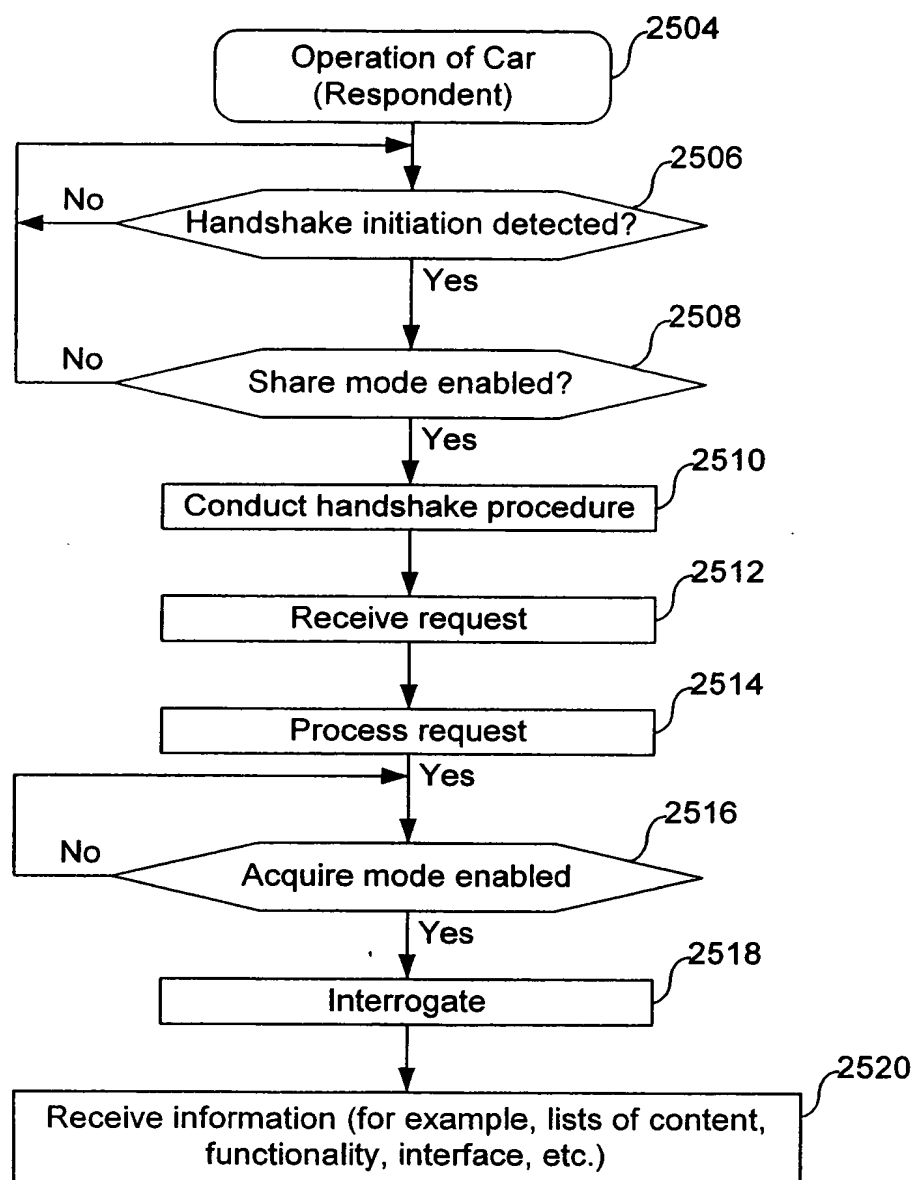 2504
Operation of Car
(Respondent)
2506
No
Handshake initiation detected?
Yes
2508
No
Share mode enabled?
Yes
2510
Conduct handshake procedure
2512
Receive request
2514
Process request
Yes
2516
No
Acquire mode enabled
Yes
2518
Interrogate
2520
Receive information (for example, lists of content,
functionality, interface, etc.)